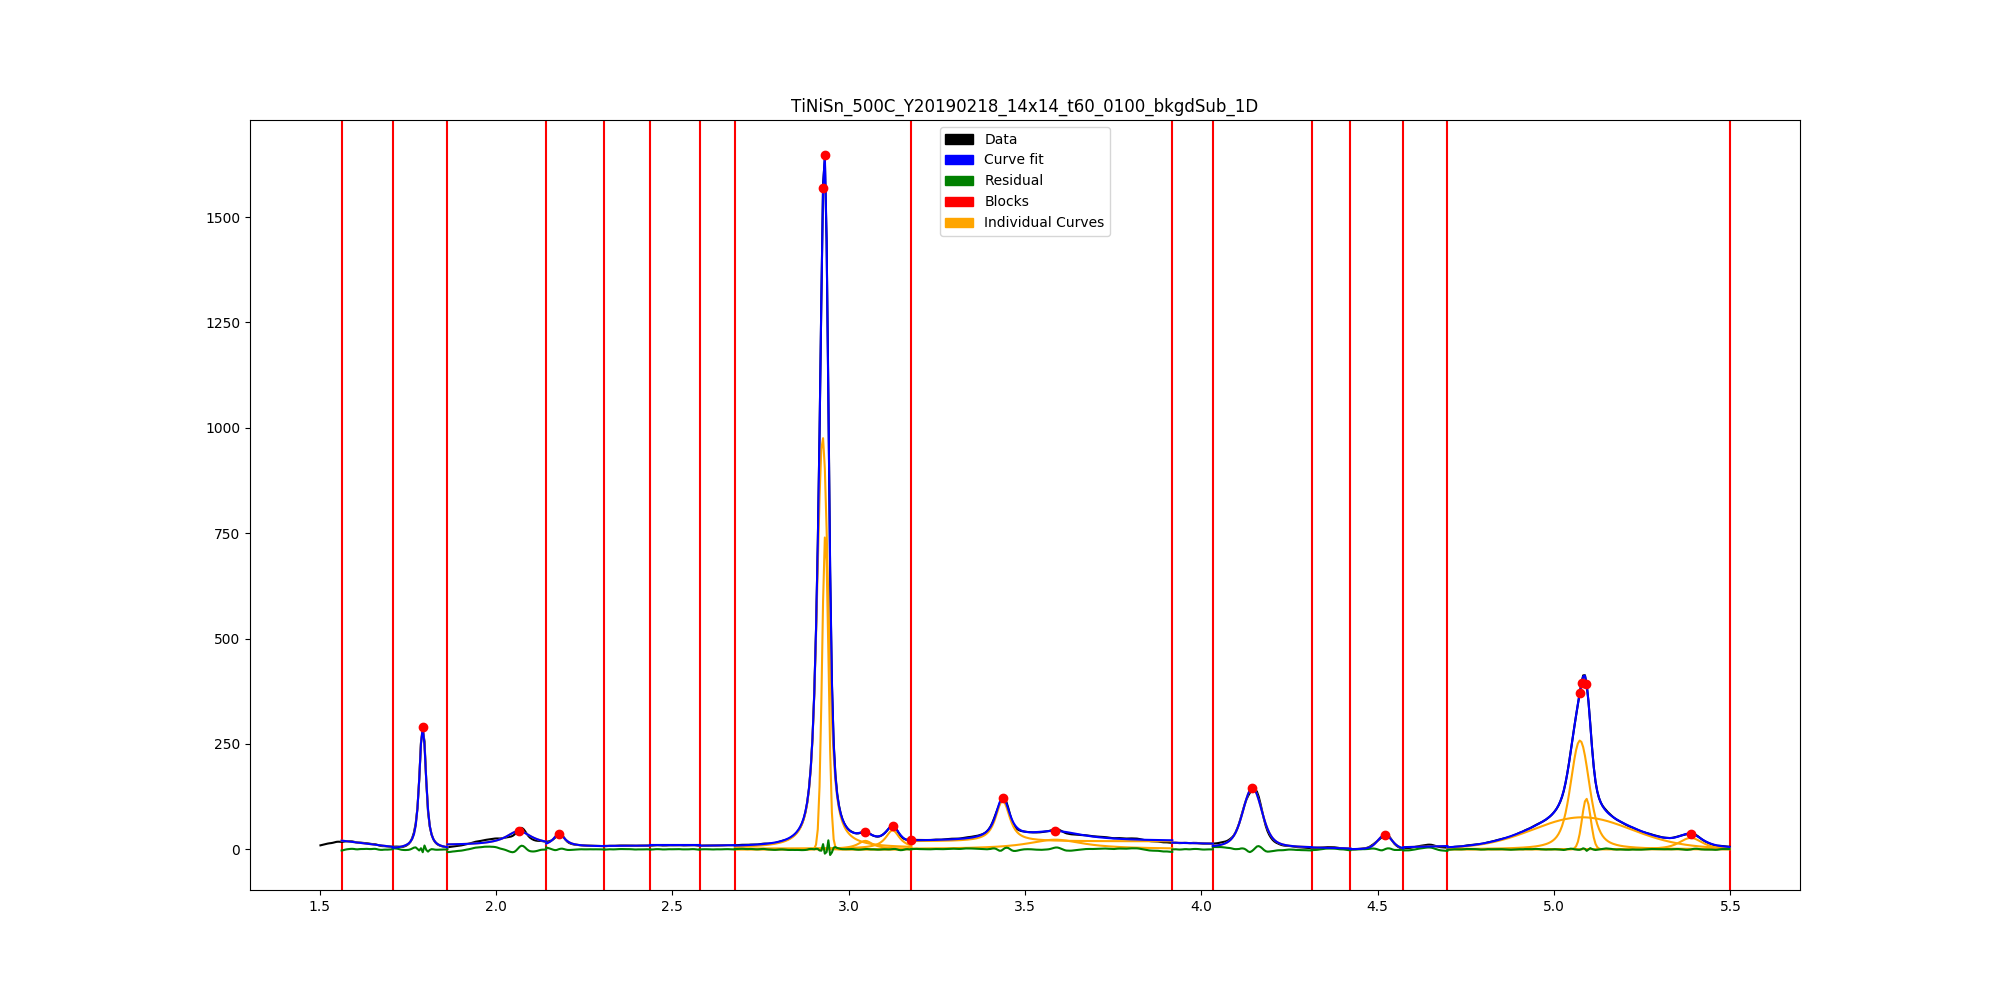 TiNiSn_500C_Y20190218_14x14_t60_0100_bkgdSub_1D
Data
Curve fit
Residual
Blocks
Individual Curves
1500
1250
1000
750
500
250
0
1.5 2.0 2.5 3.0 3.5 4.0 4.5 5.0 5.5